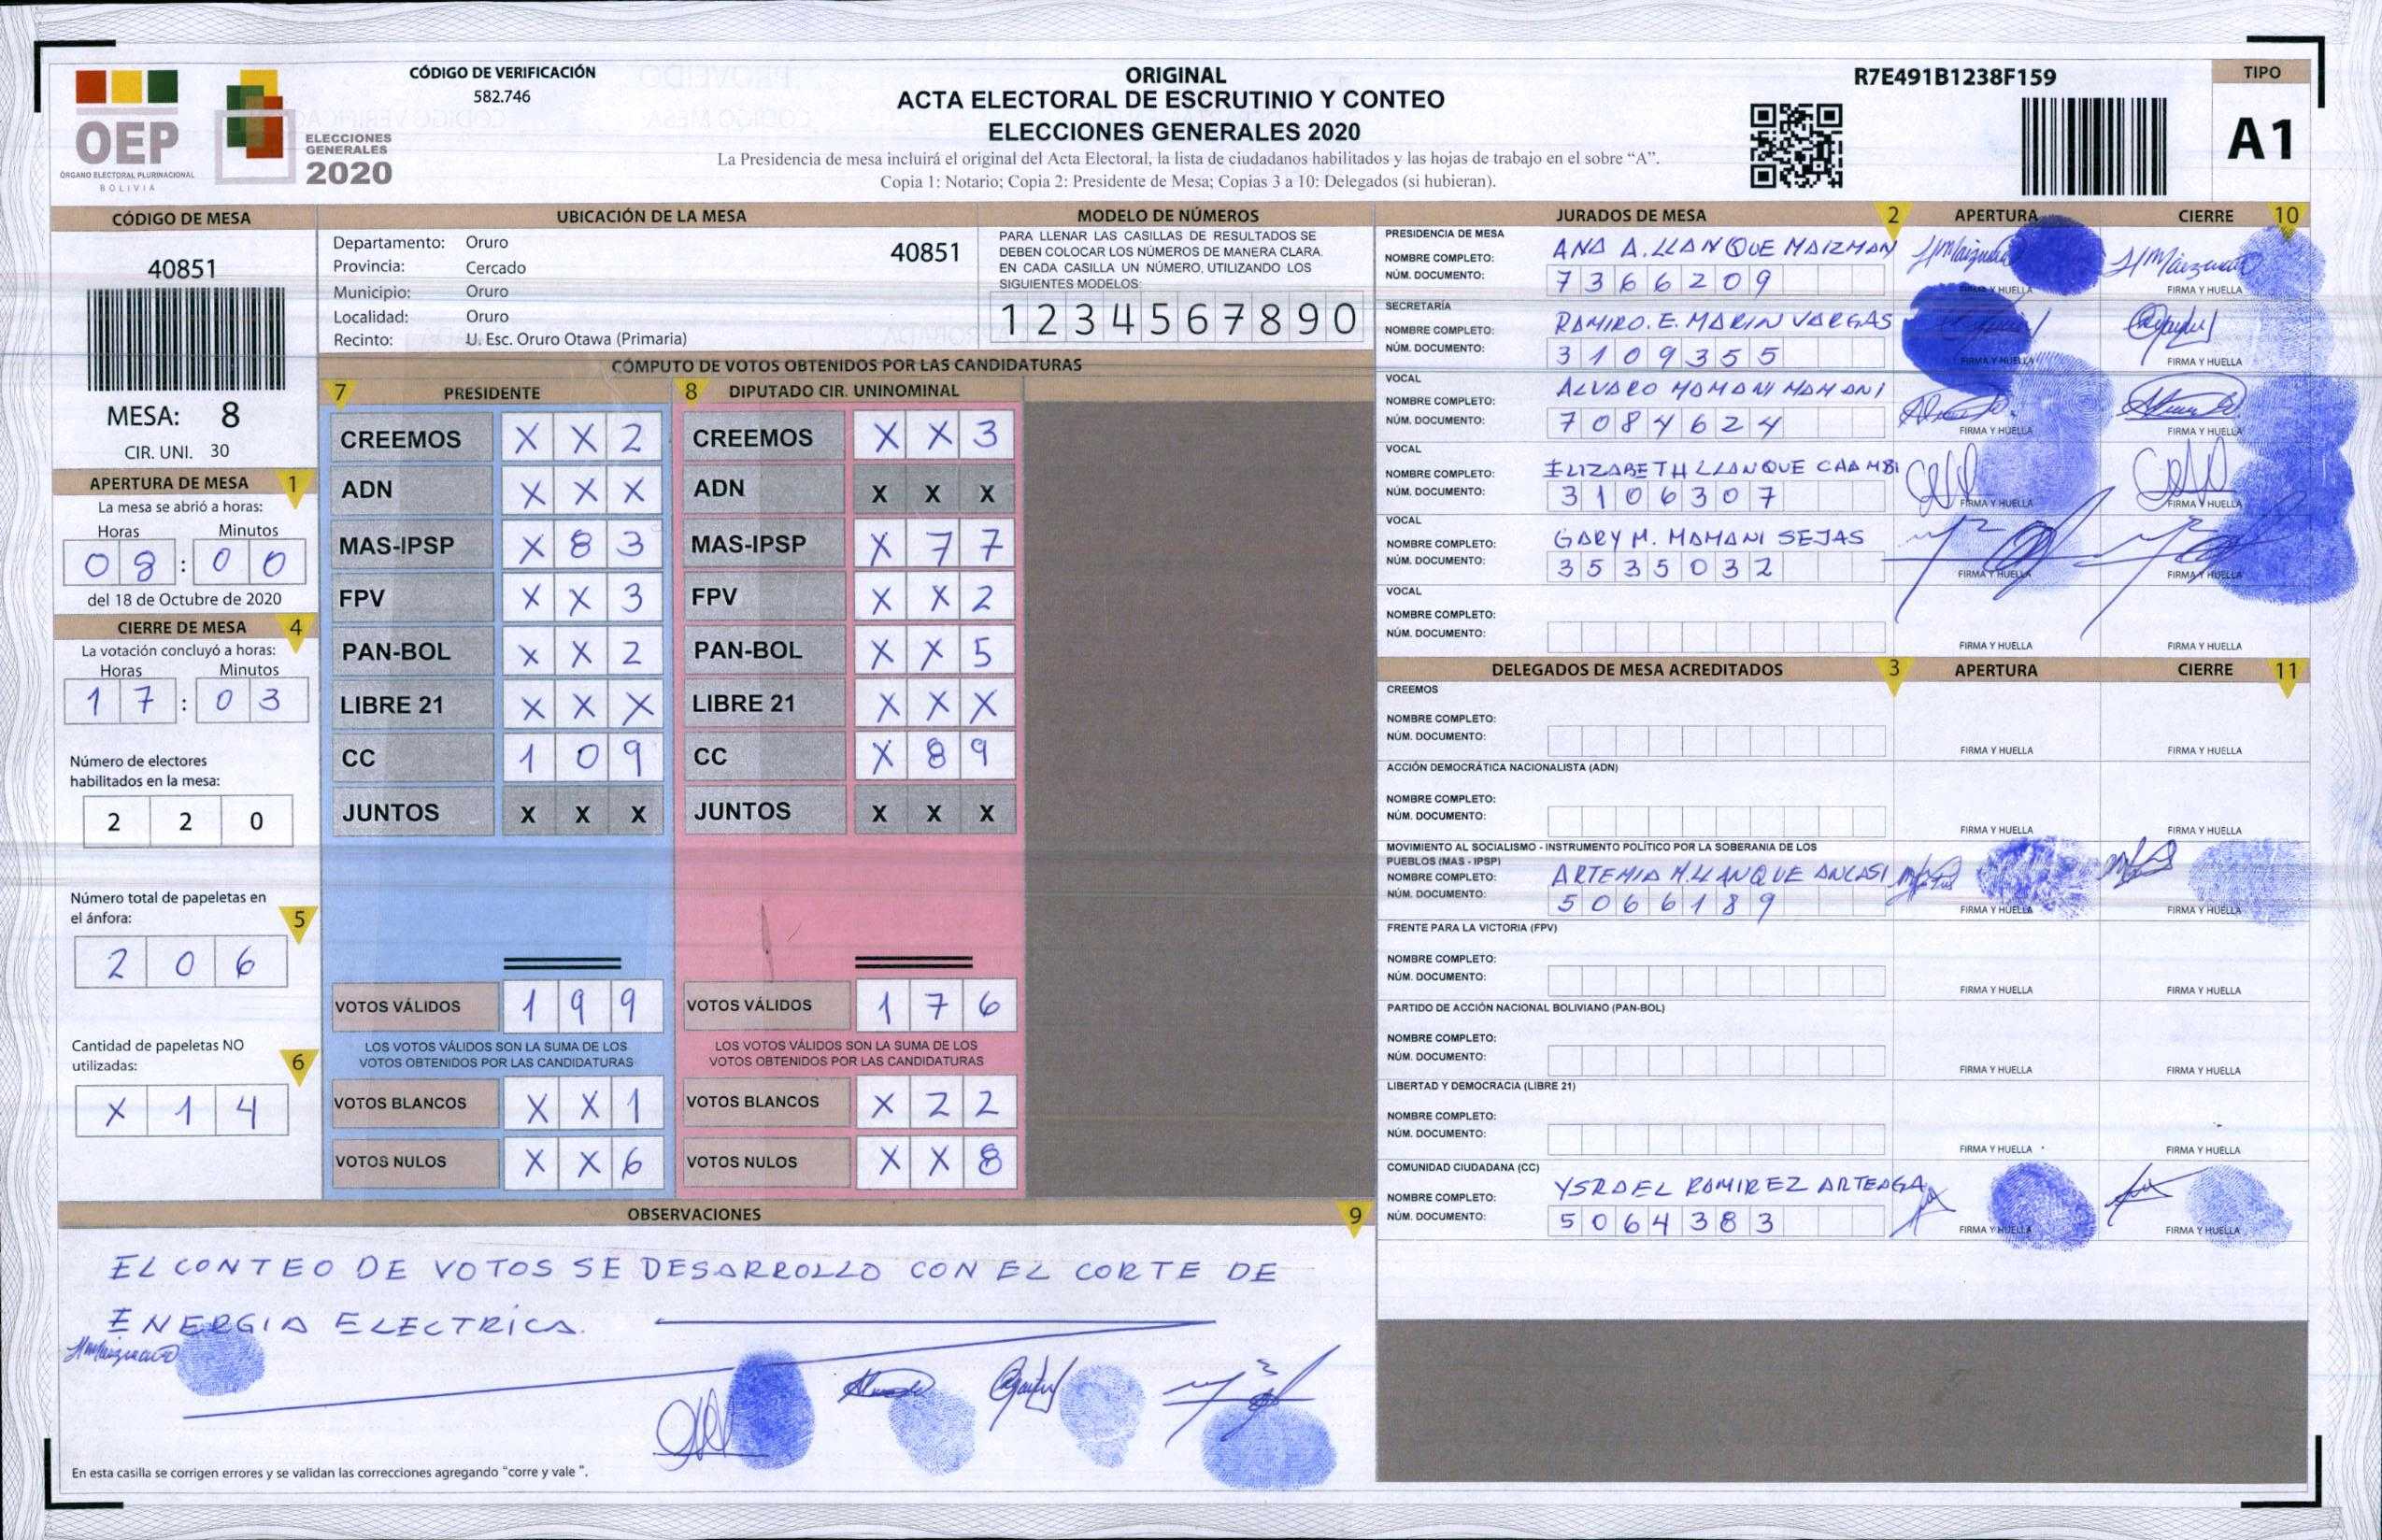 CÓDIGO DE VERIFICACIÓN
582.746
ORIGINAL
ACTA ELECTORAL DE ESCRUTINIO Y CONTEO
ELECCIONES GENERALES 2020
La Presidencia de mesa incluirá el original del Acta Electoral, la lista de ciudadanos habilitados y las hojas de trabajo en el sobre “A”.
Copia 1: Notario; Copia 2: Presidente de Mesa; Copias 3 a 10: Delegados (si hubieran).
R7E491B1238F159
TIPO
A1
OEP
ÓRGANO ELECTORAL PLURINACIONAL
BOLIVIA
ELECCIONES
GENERALES
2020
CÓDIGO DE MESA
40851
MESA: 8
CIR. UNI. 30
APERTURA DE MESA 1
La mesa se abrió a horas:
Horas Minutos
08:00
del 18 de Octubre de 2020
CIERRE DE MESA 4
La votación concluyó a horas:
Horas Minutos
17:03
Número de electores
habilitados en la mesa:
2 2 0
Número total de papeletas en
el ánfora: 5
2 0 6
Cantidad de papeletas NO
utilizadas: 6
X 1 4
UBICACIÓN DE LA MESA
Departamento: Oruro 40851
Provincia: Cercado
Municipio: Oruro
Localidad: Oruro
Recinto: U. Esc. Oruro Otawa (Primaria)
MODELO DE NÚMEROS
PARA LLENAR LAS CASILLAS DE RESULTADOS SE
DEBEN COLOCAR LOS NÚMEROS DE MANERA CLARA.
EN CADA CASILLA UN NÚMERO, UTILIZANDO LOS
SIGUIENTES MODELOS:
1 2 3 4 5 6 7 8 9 0
CÓMPUTO DE VOTOS OBTENIDOS POR LAS CANDIDATURAS
7 PRESIDENTE 8 DIPUTADO CIR. UNINOMINAL
CREEMOS X X 2 CREEMOS X X 3
ADN X X X ADN X X X
MAS-IPSP X 8 3 MAS-IPSP X 7 7
FPV X X 3 FPV X X 2
PAN-BOL X X 2 PAN-BOL X X 5
LIBRE 21 X X X LIBRE 21 X X X
CC 1 0 9 CC X 8 9
JUNTOS X X X JUNTOS X X X
VOTOS VÁLIDOS 1 9 9 VOTOS VÁLIDOS 1 7 6
LOS VOTOS VÁLIDOS SON LA SUMA DE LOS LOS VOTOS VÁLIDOS SON LA SUMA DE LOS
VOTOS OBTENIDOS POR LAS CANDIDATURAS VOTOS OBTENIDOS POR LAS CANDIDATURAS
VOTOS BLANCOS X X 1 VOTOS BLANCOS X 2 2
VOTOS NULOS X X 6 VOTOS NULOS X X 8
OBSERVACIONES 9
EL CONTEO DE VOTOS SE DESARROLLO CON EL CORTE DE
ENERGIA ELECTRICA.
En esta casilla se corrigen errores y se validan las correcciones agregando “corre y vale ”.
JURADOS DE MESA 2 APERTURA CIERRE 10
PRESIDENCIA DE MESA
NOMBRE COMPLETO: ANA A. LLANQUE MAIZMAN
NÚM. DOCUMENTO: 7366209
FIRMA Y HUELLA FIRMA Y HUELLA
SECRETARÍA
NOMBRE COMPLETO: RAMIRO. E. MARIN VARGAS
NÚM. DOCUMENTO: 3109355
FIRMA Y HUELLA FIRMA Y HUELLA
VOCAL
NOMBRE COMPLETO: ALVARO MAMANI MAMANI
NÚM. DOCUMENTO: 7084624
FIRMA Y HUELLA FIRMA Y HUELLA
VOCAL
NOMBRE COMPLETO: ELIZABETH LLANQUE CHAMBI
NÚM. DOCUMENTO: 3106307
FIRMA Y HUELLA FIRMA Y HUELLA
VOCAL
NOMBRE COMPLETO: GARY M. MAMANI SEJAS
NÚM. DOCUMENTO: 3535032
FIRMA Y HUELLA FIRMA Y HUELLA
VOCAL
NOMBRE COMPLETO:
NÚM. DOCUMENTO:
FIRMA Y HUELLA FIRMA Y HUELLA
DELEGADOS DE MESA ACREDITADOS 3 APERTURA CIERRE 11
CREEMOS
NOMBRE COMPLETO:
NÚM. DOCUMENTO:
FIRMA Y HUELLA FIRMA Y HUELLA
ACCIÓN DEMOCRÁTICA NACIONALISTA (ADN)
NOMBRE COMPLETO:
NÚM. DOCUMENTO:
FIRMA Y HUELLA FIRMA Y HUELLA
MOVIMIENTO AL SOCIALISMO - INSTRUMENTO POLÍTICO POR LA SOBERANIA DE LOS
PUEBLOS (MAS - IPSP)
NOMBRE COMPLETO: ARTEMIA M. LLANQUE ANCASI
NÚM. DOCUMENTO: 5066189
FIRMA Y HUELLA FIRMA Y HUELLA
FRENTE PARA LA VICTORIA (FPV)
NOMBRE COMPLETO:
NÚM. DOCUMENTO:
FIRMA Y HUELLA FIRMA Y HUELLA
PARTIDO DE ACCIÓN NACIONAL BOLIVIANO (PAN-BOL)
NOMBRE COMPLETO:
NÚM. DOCUMENTO:
FIRMA Y HUELLA FIRMA Y HUELLA
LIBERTAD Y DEMOCRACIA (LIBRE 21)
NOMBRE COMPLETO:
NÚM. DOCUMENTO:
FIRMA Y HUELLA FIRMA Y HUELLA
COMUNIDAD CIUDADANA (CC)
NOMBRE COMPLETO: YSRAEL RAMIREZ ARTEAGA
NÚM. DOCUMENTO: 5064383
FIRMA Y HUELLA FIRMA Y HUELLA